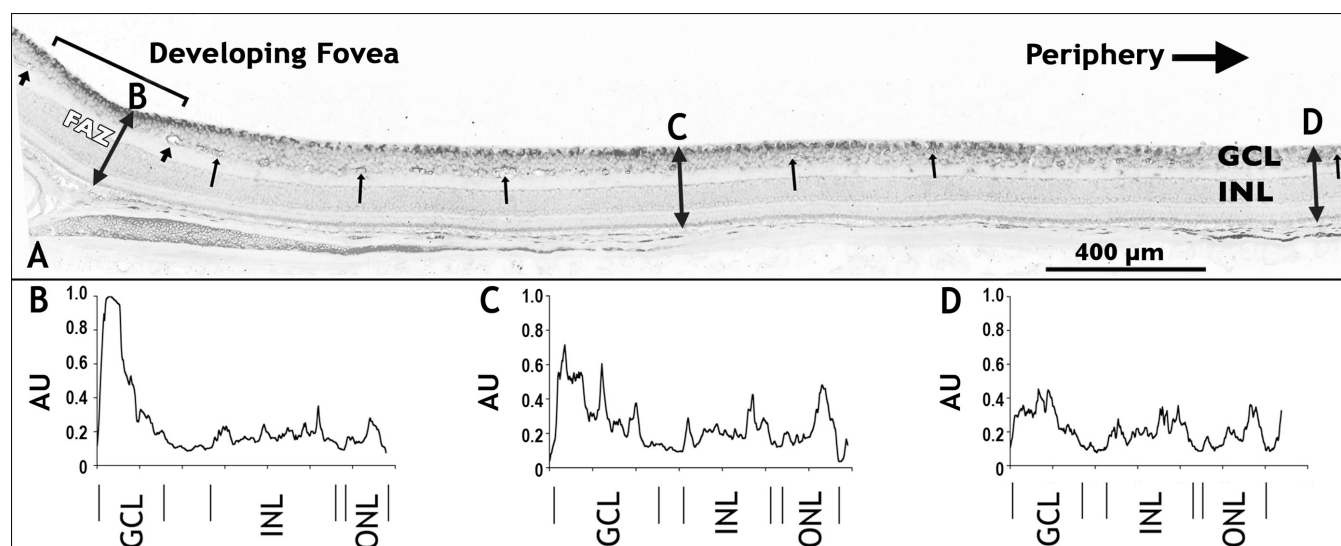 Developing Fovea
Periphery
B
FAZ
C
D
GCL
INL
A
400 µm
B
1.0
0.8
0.6
0.4
0.2
0
AU
GCL
INL
ONL
C
1.0
0.8
0.6
0.4
0.2
0
AU
GCL
INL
ONL
D
1.0
0.8
0.6
0.4
0.2
0
AU
GCL
INL
ONL